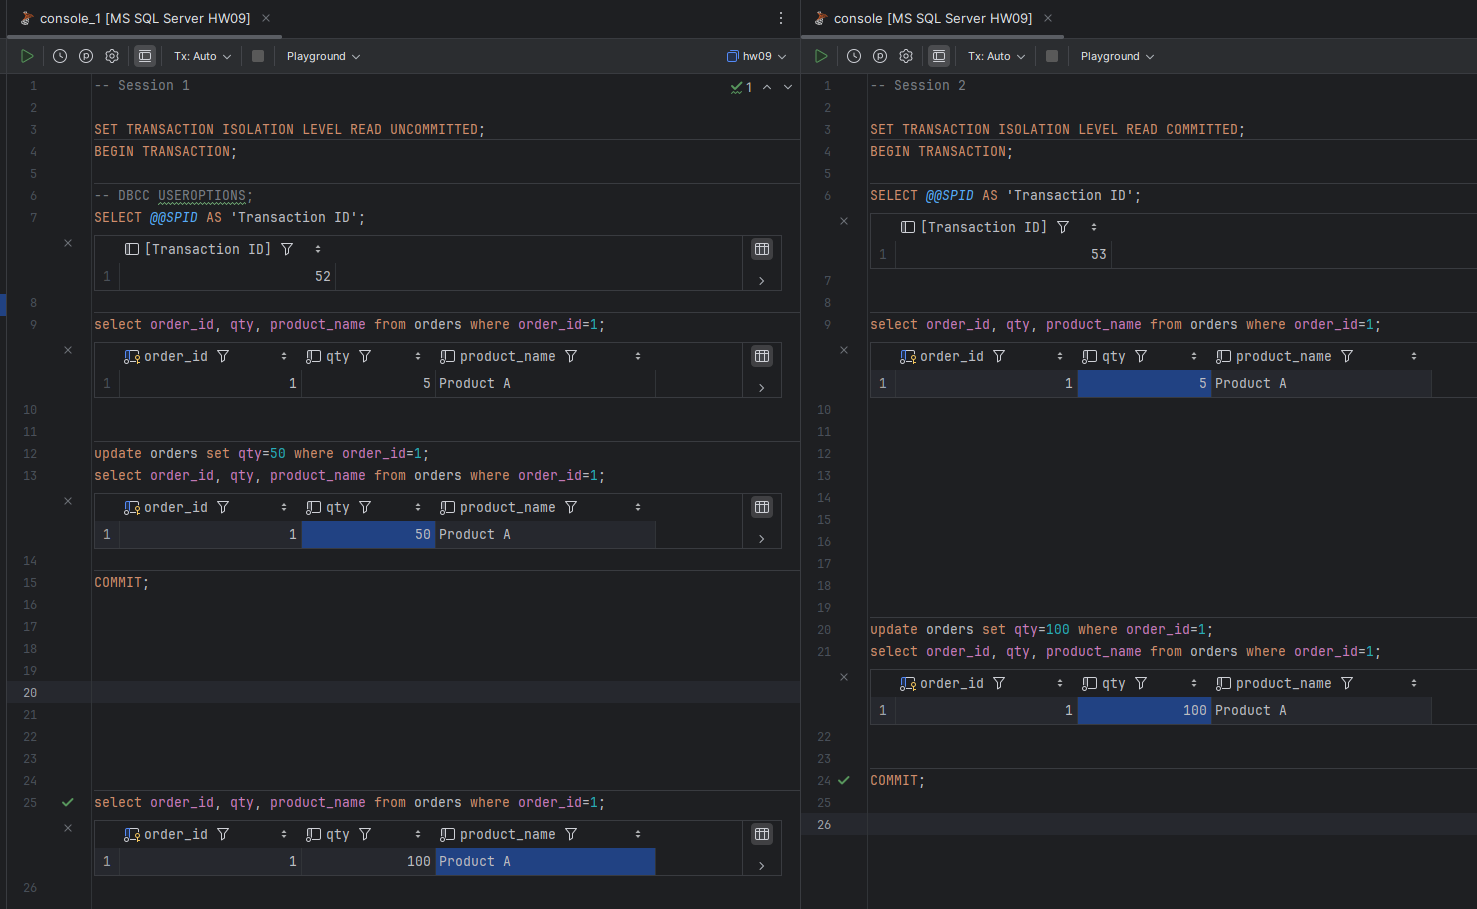 console_1 [MS SQL Server HW09]
Tx: Auto
Playground
hw09
1 -- Session 1
1
2
3 SET TRANSACTION ISOLATION LEVEL READ UNCOMMITTED;
4 BEGIN TRANSACTION;
5
6 -- DBCC USEROPTIONS;
7 SELECT @@SPID AS 'Transaction ID';
[Transaction ID]
1 52
8
9 select order_id, qty, product_name from orders where order_id=1;
order_id qty product_name
1 1 5 Product A
10
11
12 update orders set qty=50 where order_id=1;
13 select order_id, qty, product_name from orders where order_id=1;
order_id qty product_name
1 1 50 Product A
14
15 COMMIT;
16
17
18
19
20
21
22
23
24
25 select order_id, qty, product_name from orders where order_id=1;
order_id qty product_name
1 1 100 Product A
26
console [MS SQL Server HW09]
Tx: Auto
Playground
1 -- Session 2
2
3 SET TRANSACTION ISOLATION LEVEL READ COMMITTED;
4 BEGIN TRANSACTION;
5
6 SELECT @@SPID AS 'Transaction ID';
[Transaction ID]
1 53
7
8
9 select order_id, qty, product_name from orders where order_id=1;
order_id qty product_name
1 1 5 Product A
10
11
12
13
14
15
16
17
18
19
20 update orders set qty=100 where order_id=1;
21 select order_id, qty, product_name from orders where order_id=1;
order_id qty product_name
1 1 100 Product A
22
23
24 COMMIT;
25
26